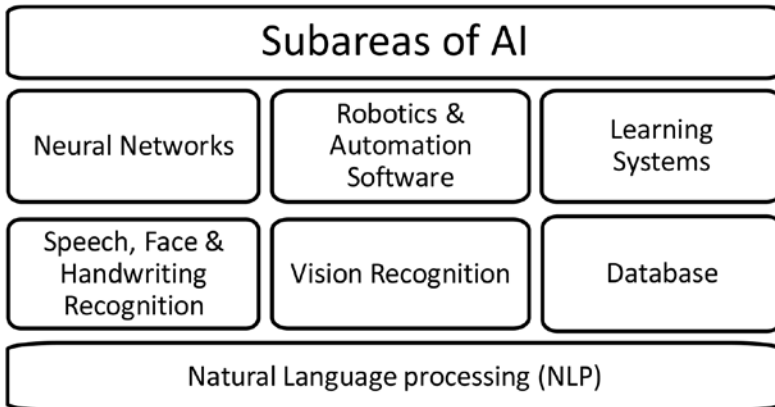 Subareas of AI
Neural Networks
Robotics &
Automation
Software
Learning
Systems
Speech, Face &
Handwriting
Recognition
Vision Recognition
Database
Natural Language processing (NLP)